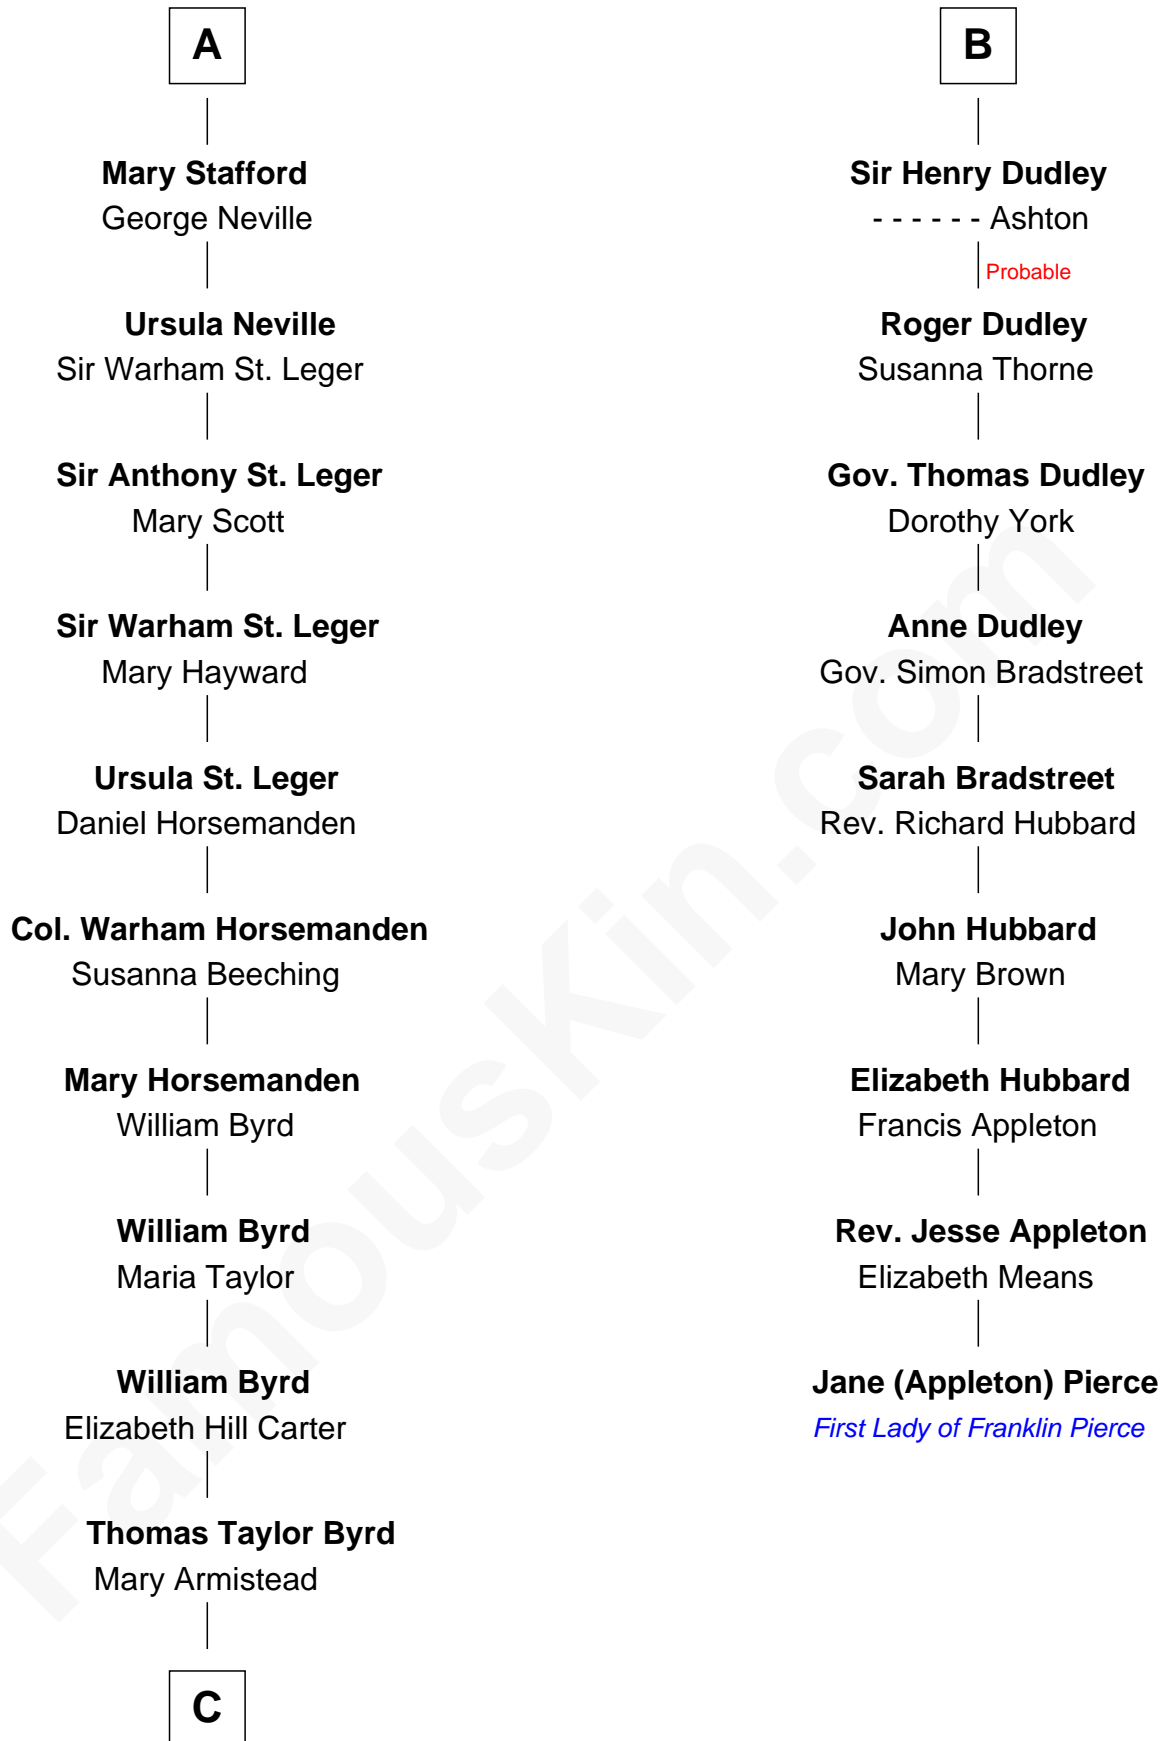 A
Mary Stafford
George Neville
Ursula Neville
Sir Warham St. Leger
Sir Anthony St. Leger
Mary Scott
Sir Warham St. Leger
Mary Hayward
Ursula St. Leger
Daniel Horsemanden
Col. Warham Horsemanden
Susanna Beeching
Mary Horsemanden
William Byrd
William Byrd
Maria Taylor
William Byrd
Elizabeth Hill Carter
Thomas Taylor Byrd
Mary Armistead
C
B
Sir Henry Dudley
- - - - - - Ashton
Probable
Roger Dudley
Susanna Thorne
Gov. Thomas Dudley
Dorothy York
Anne Dudley
Gov. Simon Bradstreet
Sarah Bradstreet
Rev. Richard Hubbard
John Hubbard
Mary Brown
Elizabeth Hubbard
Francis Appleton
Rev. Jesse Appleton
Elizabeth Means
Jane (Appleton) Pierce
First Lady of Franklin Pierce
FamousKin.com